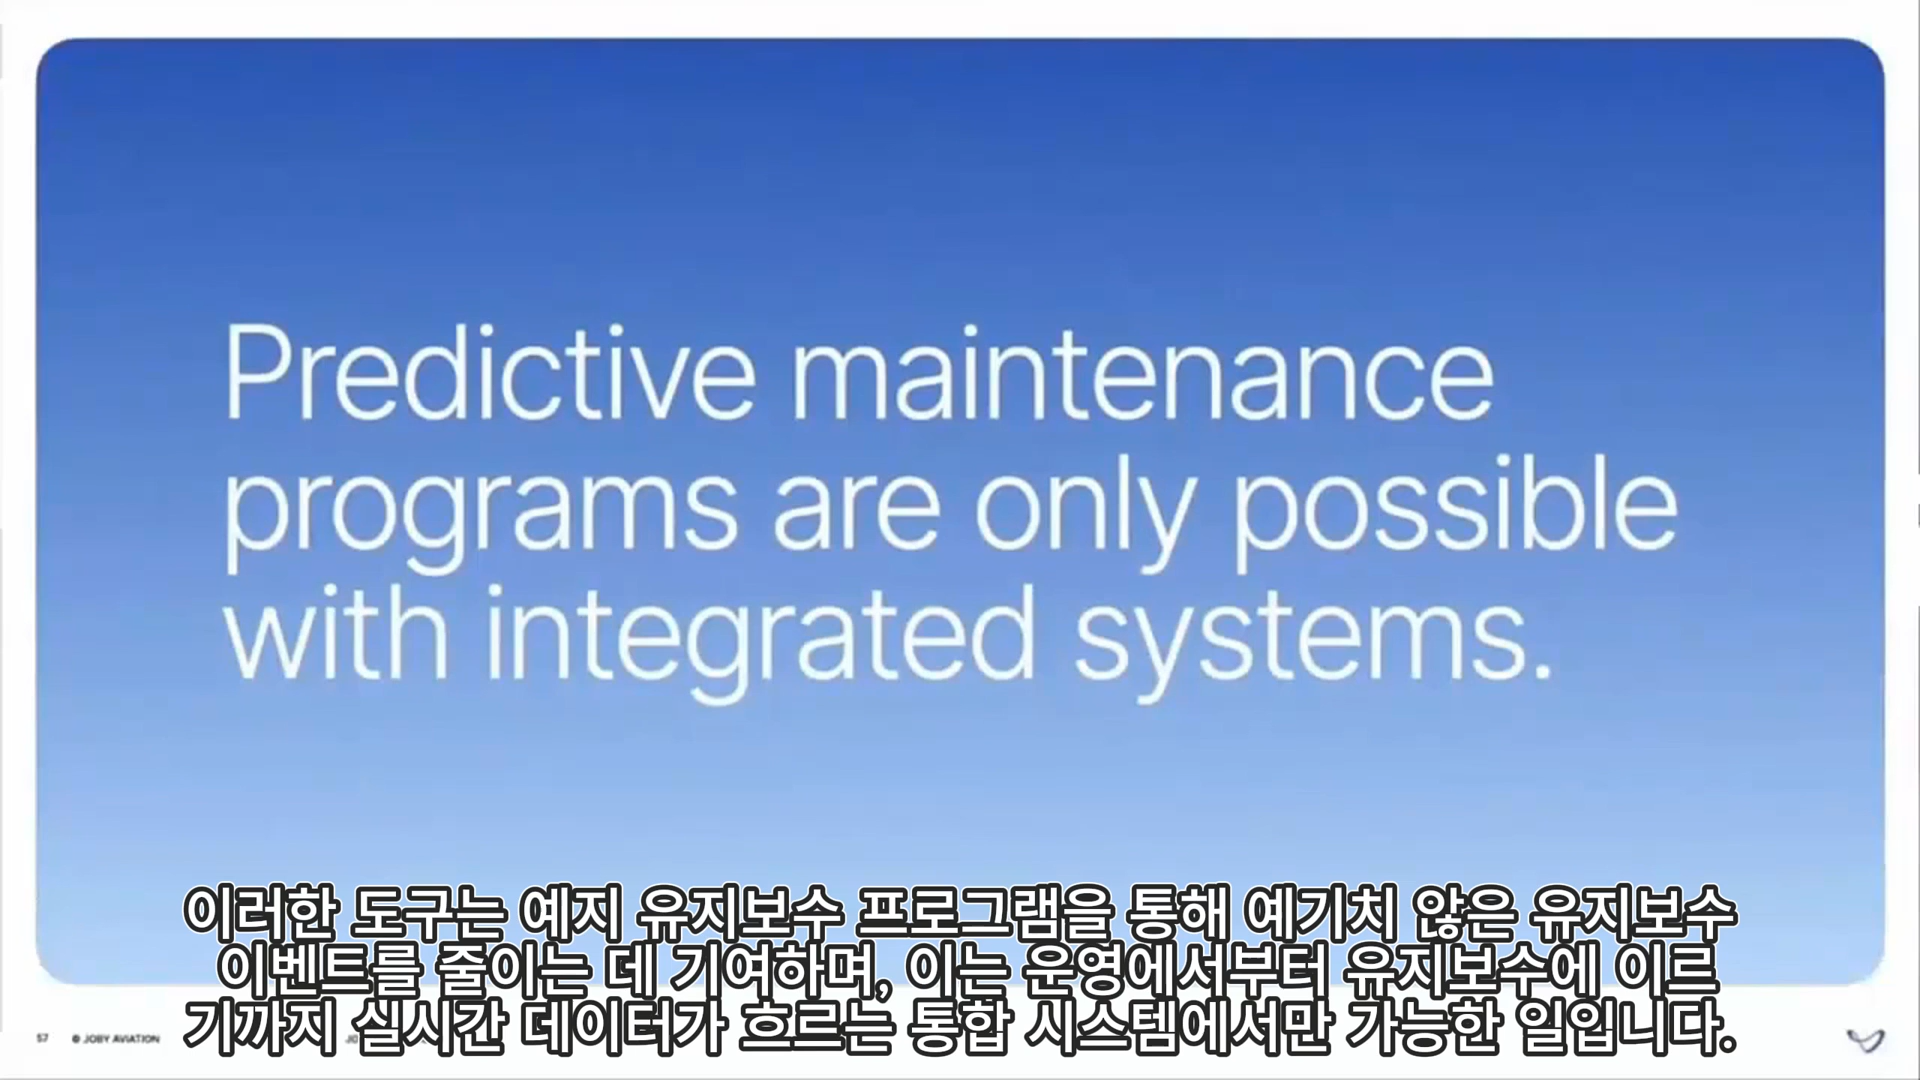 Predictive maintenance
programs are only possible
with integrated systems.
이러한 도구는 예지 유지보수 프로그램을 통해 예기치 않은 유지보수
이벤트를 줄이는 데 기여하며, 이는 운영에서부터 유지보수에 이르
기까지 실시간 데이터가 흐르는 통합 시스템에서만 가능한 일입니다.
57 © JOBY AVIATION